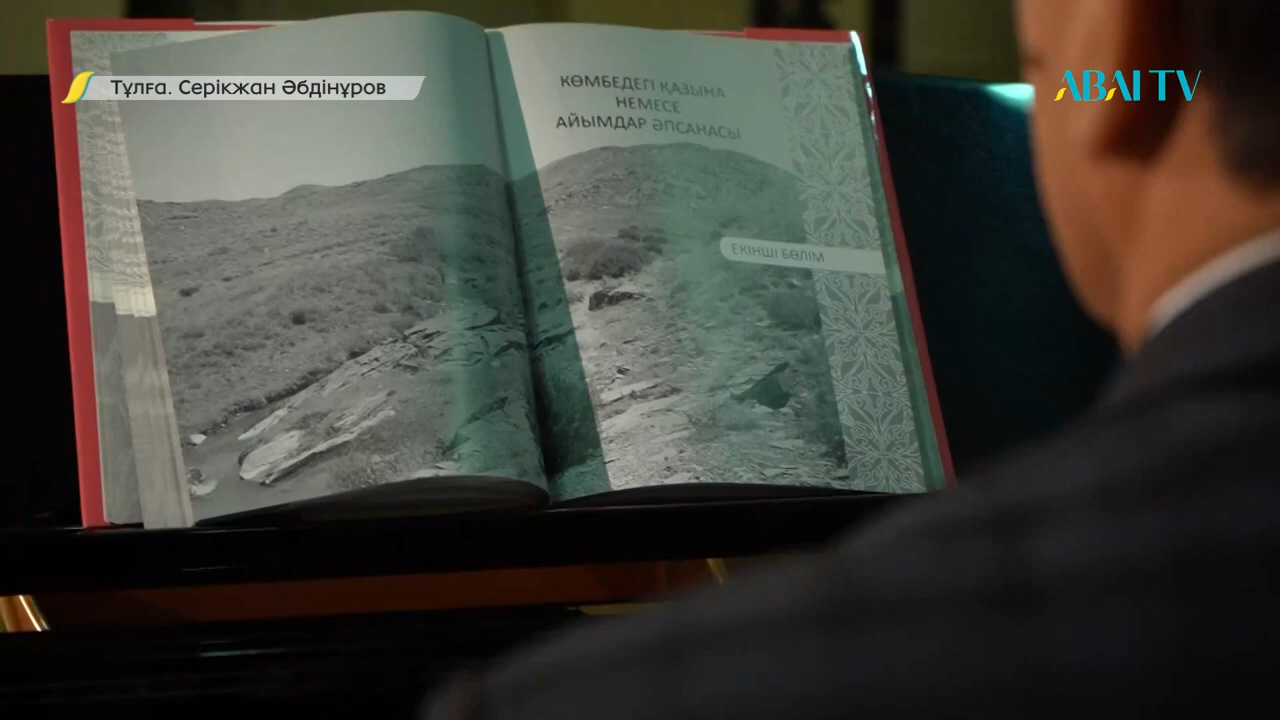 Тұлға. Серікжан Әбдінұров
ABAI TV
КӨМБЕДЕГІ ҚАЗЫНА
НЕМЕСЕ
АЙЫМДАР ӘПСАНАСЫ
ЕКІНШІ БӨЛІМ